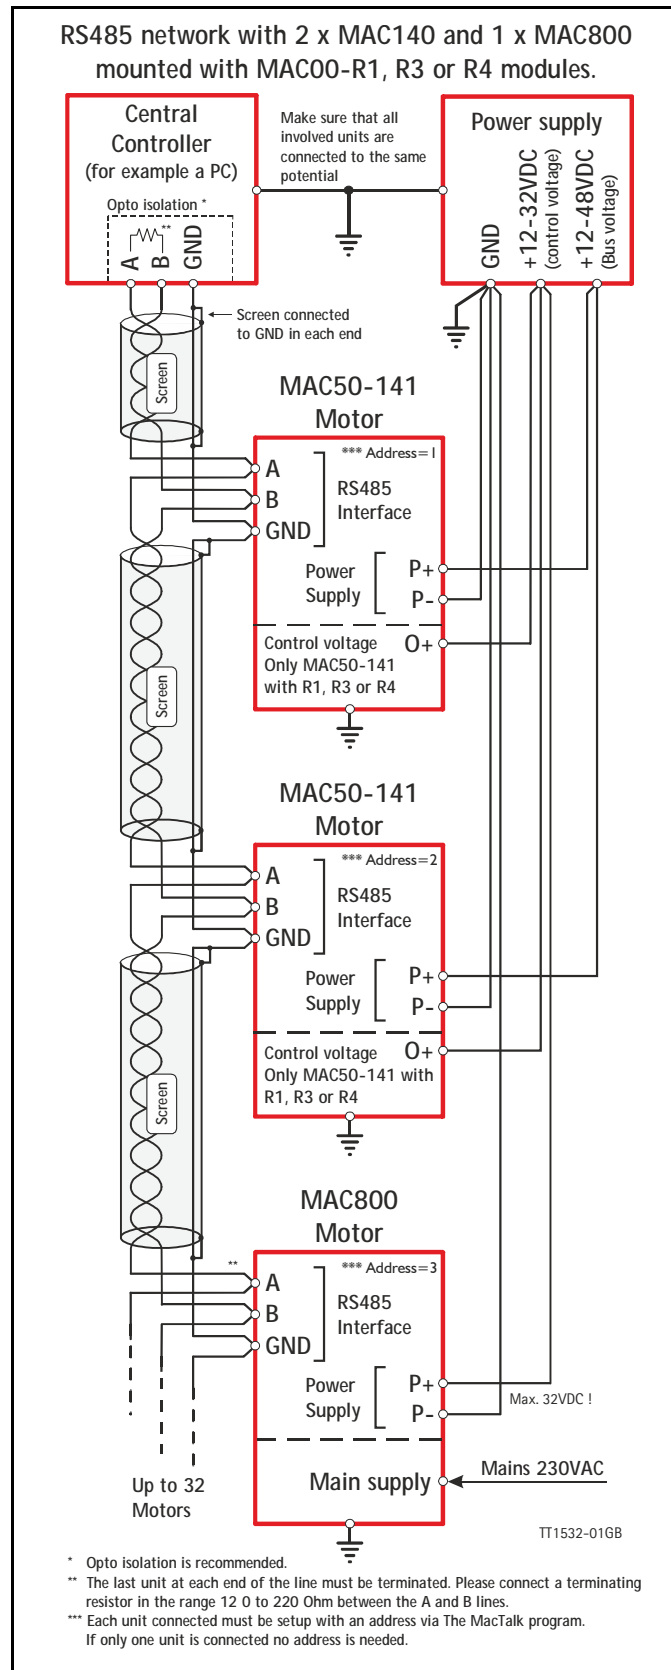 RS485 network with 2 x MAC140 and 1 x MAC800
mounted with MAC00-R1, R3 or R4 modules.
Central
Controller
(for example a PC)
Opto isolation *
**
A
B
GND
Make sure that all
involved units are
connected to the same
potential
Power supply
GND
+12-32VDC
(control voltage)
+12-48VDC
(Bus voltage)
Screen connected
to GND in each end
Screen
MAC50-141
Motor
*** Address=1
A
B
GND
RS485
Interface
Power
Supply
P+
P-
Control voltage
Only MAC50-141
with R1, R3 or R4
O+
Screen
MAC50-141
Motor
*** Address=2
A
B
GND
RS485
Interface
Power
Supply
P+
P-
Control voltage
Only MAC50-141 with
R1, R3 or R4
O+
Screen
MAC800
Motor
**
*** Address=3
A
B
GND
RS485
Interface
Power
Supply
P+
P-
Max. 32VDC !
Main supply
Mains 230VAC
Up to 32
Motors
TT1532-01GB
* Opto isolation is recommended.
** The last unit at each end of the line must be terminated. Please connect a terminating
resistor in the range 12 0 to 220 Ohm between the A and B lines.
*** Each unit connected must be setup with an address via The MacTalk program.
If only one unit is connected no address is needed.